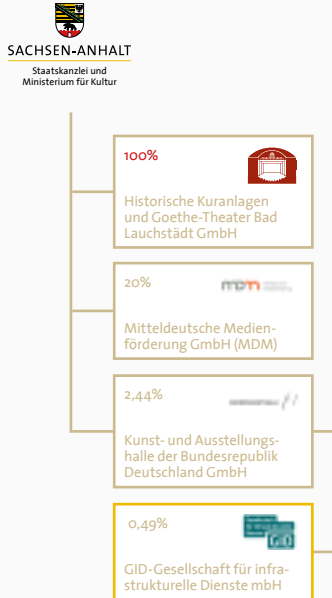 SACHSEN-ANHALT
Staatskanzlei und
Ministerium für Kultur
100%
Historische Kuranlagen
und Goethe-Theater Bad
Lauchstädt GmbH
20%
mdm
Mitteldeutsche Medien-
förderung GmbH (MDM)
2,44%
Kunst- und Ausstellungs-
halle der Bundesrepublik
Deutschland GmbH
0,49%
GID
GID-Gesellschaft für infra-
strukturelle Dienste mbH